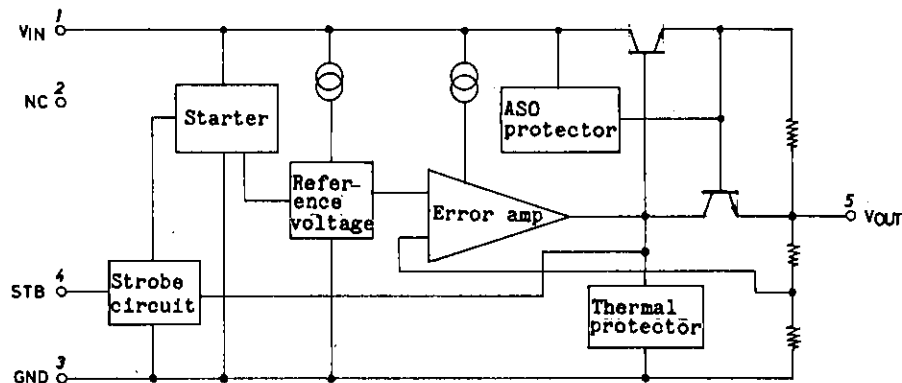 1
VIN
2
NC
Starter
ASO
protector
Refer-
ence
voltage
Error amp
5
VOUT
4
STB
Strobe
circuit
Thermal
protector
3
GND